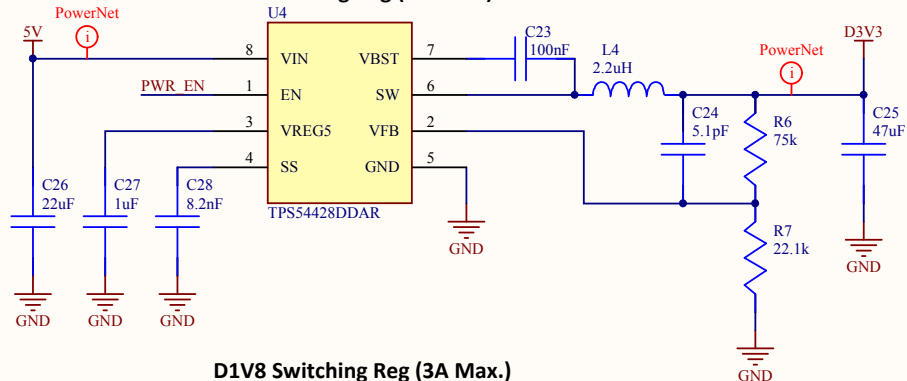 U4
PowerNet
5V
i
8 VIN VBST 7
PWR_EN 1 EN SW 6
3 VREG5 VFB 2
4 SS GND 5
TPS54428DDAR
C23
100nF
L4
2.2uH
PowerNet
i
D3V3
C24
5.1pF
R6
75k
C25
47uF
C26
22uF
C27
1uF
C28
8.2nF
R7
22.1k
GND
GND
GND
GND
GND
GND
D1V8 Switching Reg (3A Max.)